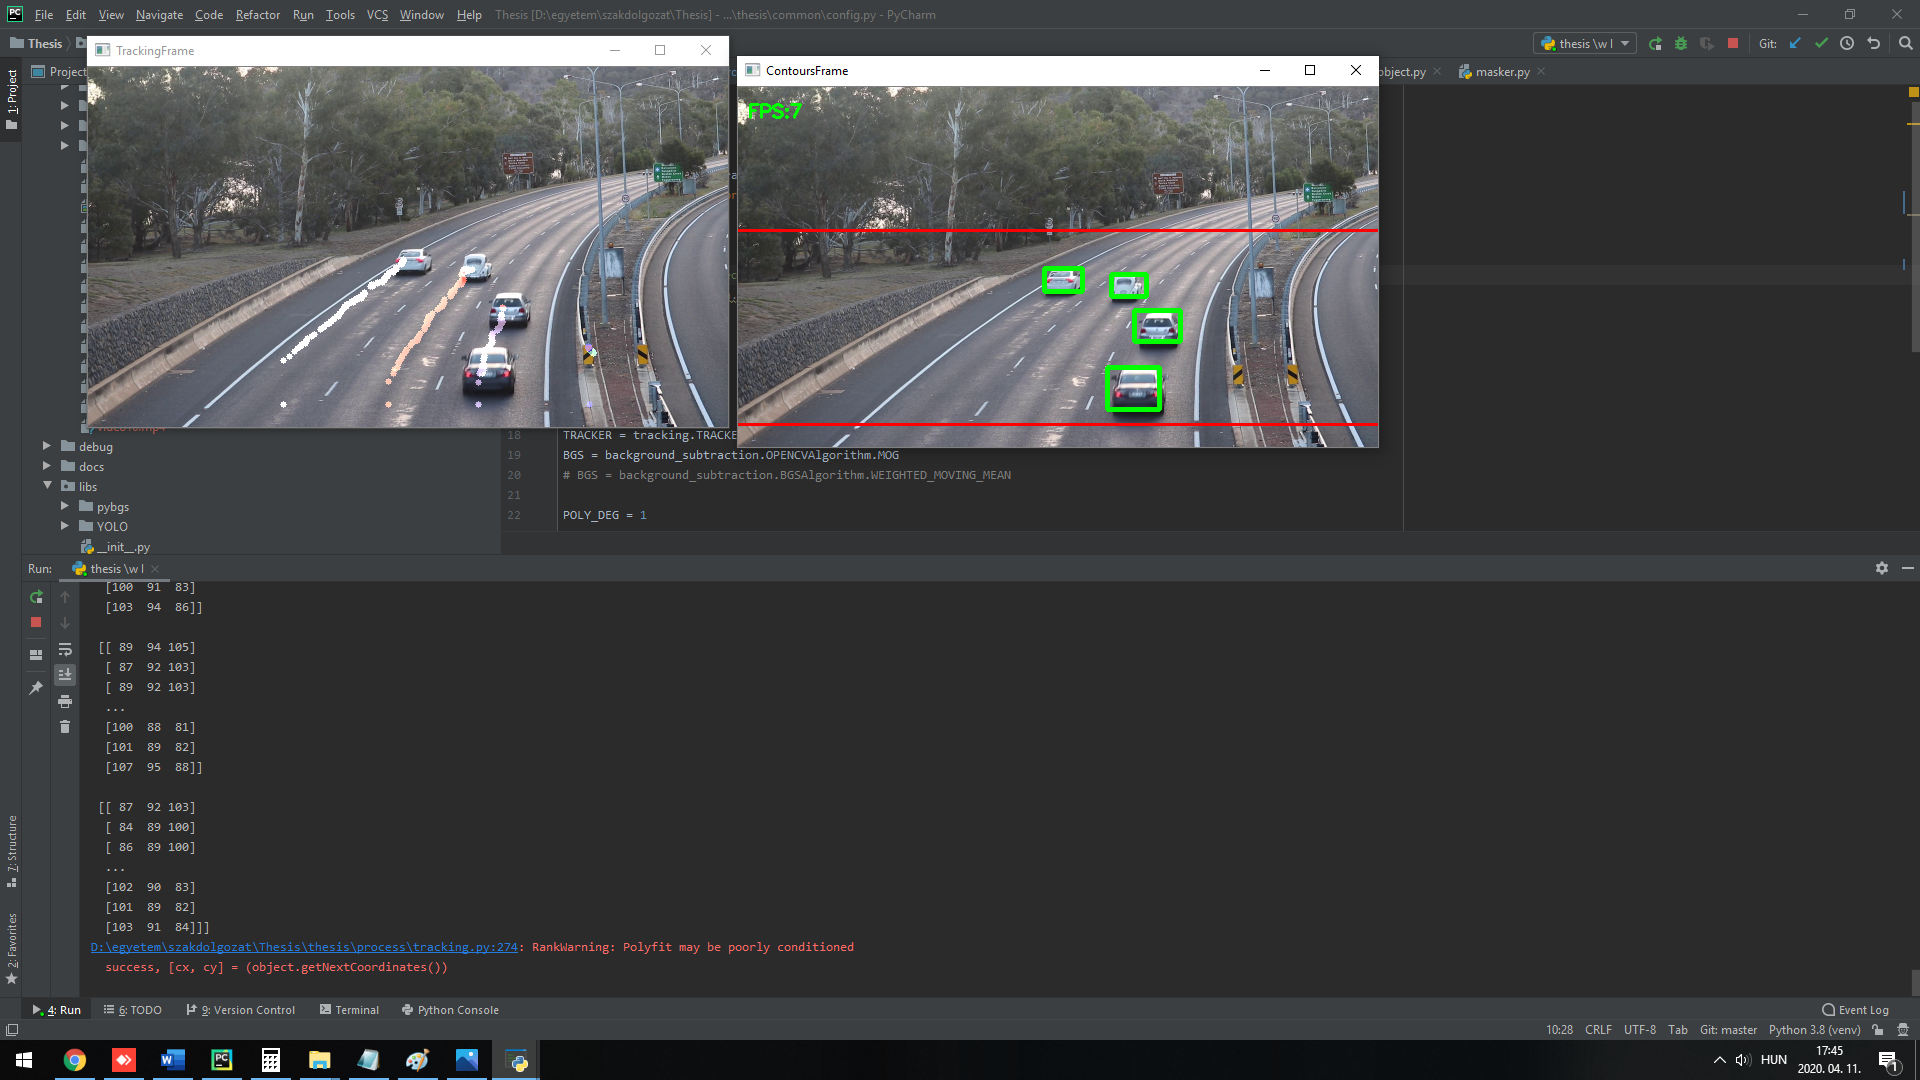 File Edit View Navigate Code Refactor Run Tools VCS Window Help Thesis [D:\egyetem\szakdolgozat\Thesis] - ...\thesis\common\config.py - PyCharm
Thesis
thesis \w l
Git:
TrackingFrame
ContoursFrame
FPS:7
Project
object.py
masker.py
1: Project
debug
docs
libs
pybgs
YOLO
__init__.py
18 TRACKER = tracking.TRACKE
19 BGS = background_subtraction.OPENCVAlgorithm.MOG
20 # BGS = background_subtraction.BGSAlgorithm.WEIGHTED_MOVING_MEAN
21
22 POLY_DEG = 1
Run: thesis \w l
[100 91 83]
[103 94 86]]
[[ 89 94 105]
[ 87 92 103]
[ 89 92 103]
...
[100 88 81]
[101 89 82]
[107 95 88]]
[[ 87 92 103]
[ 84 89 100]
[ 86 89 100]
...
[102 90 83]
[101 89 82]
[103 91 84]]]
D:\egyetem\szakdolgozat\Thesis\thesis\process\tracking.py:274: RankWarning: Polyfit may be poorly conditioned
success, [cx, cy] = (object.getNextCoordinates())
7: Structure
2: Favorites
4: Run 6: TODO 9: Version Control Terminal Python Console Event Log
10:28 CRLF UTF-8 Tab Git: master Python 3.8 (venv)
HUN
17:45
2020. 04. 11.
1